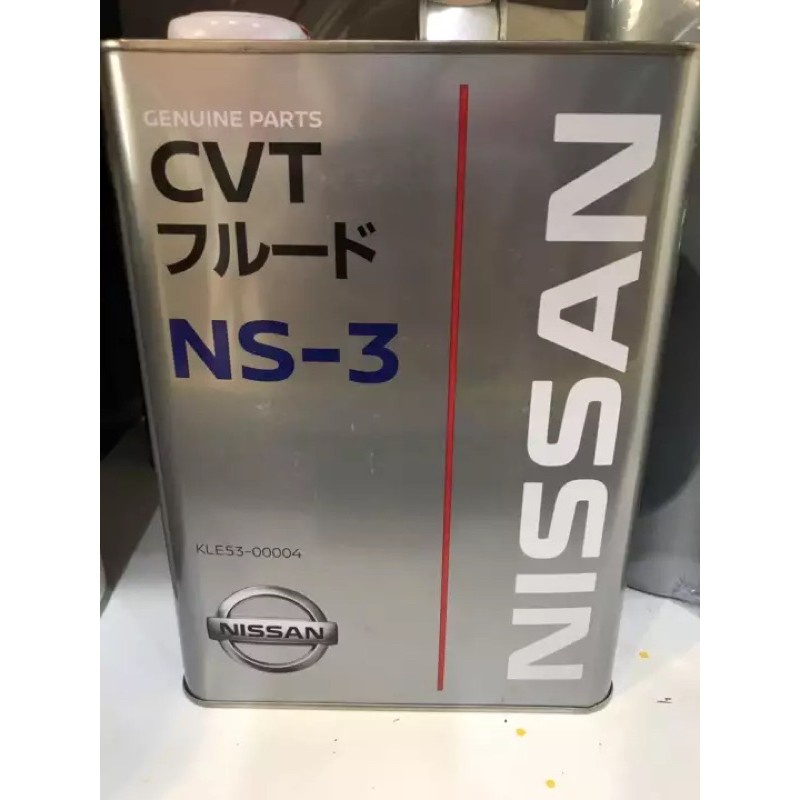 GENUINE PARTS
CVT
フルード
NS-3
KLE53-00004
NISSAN
NISSAN